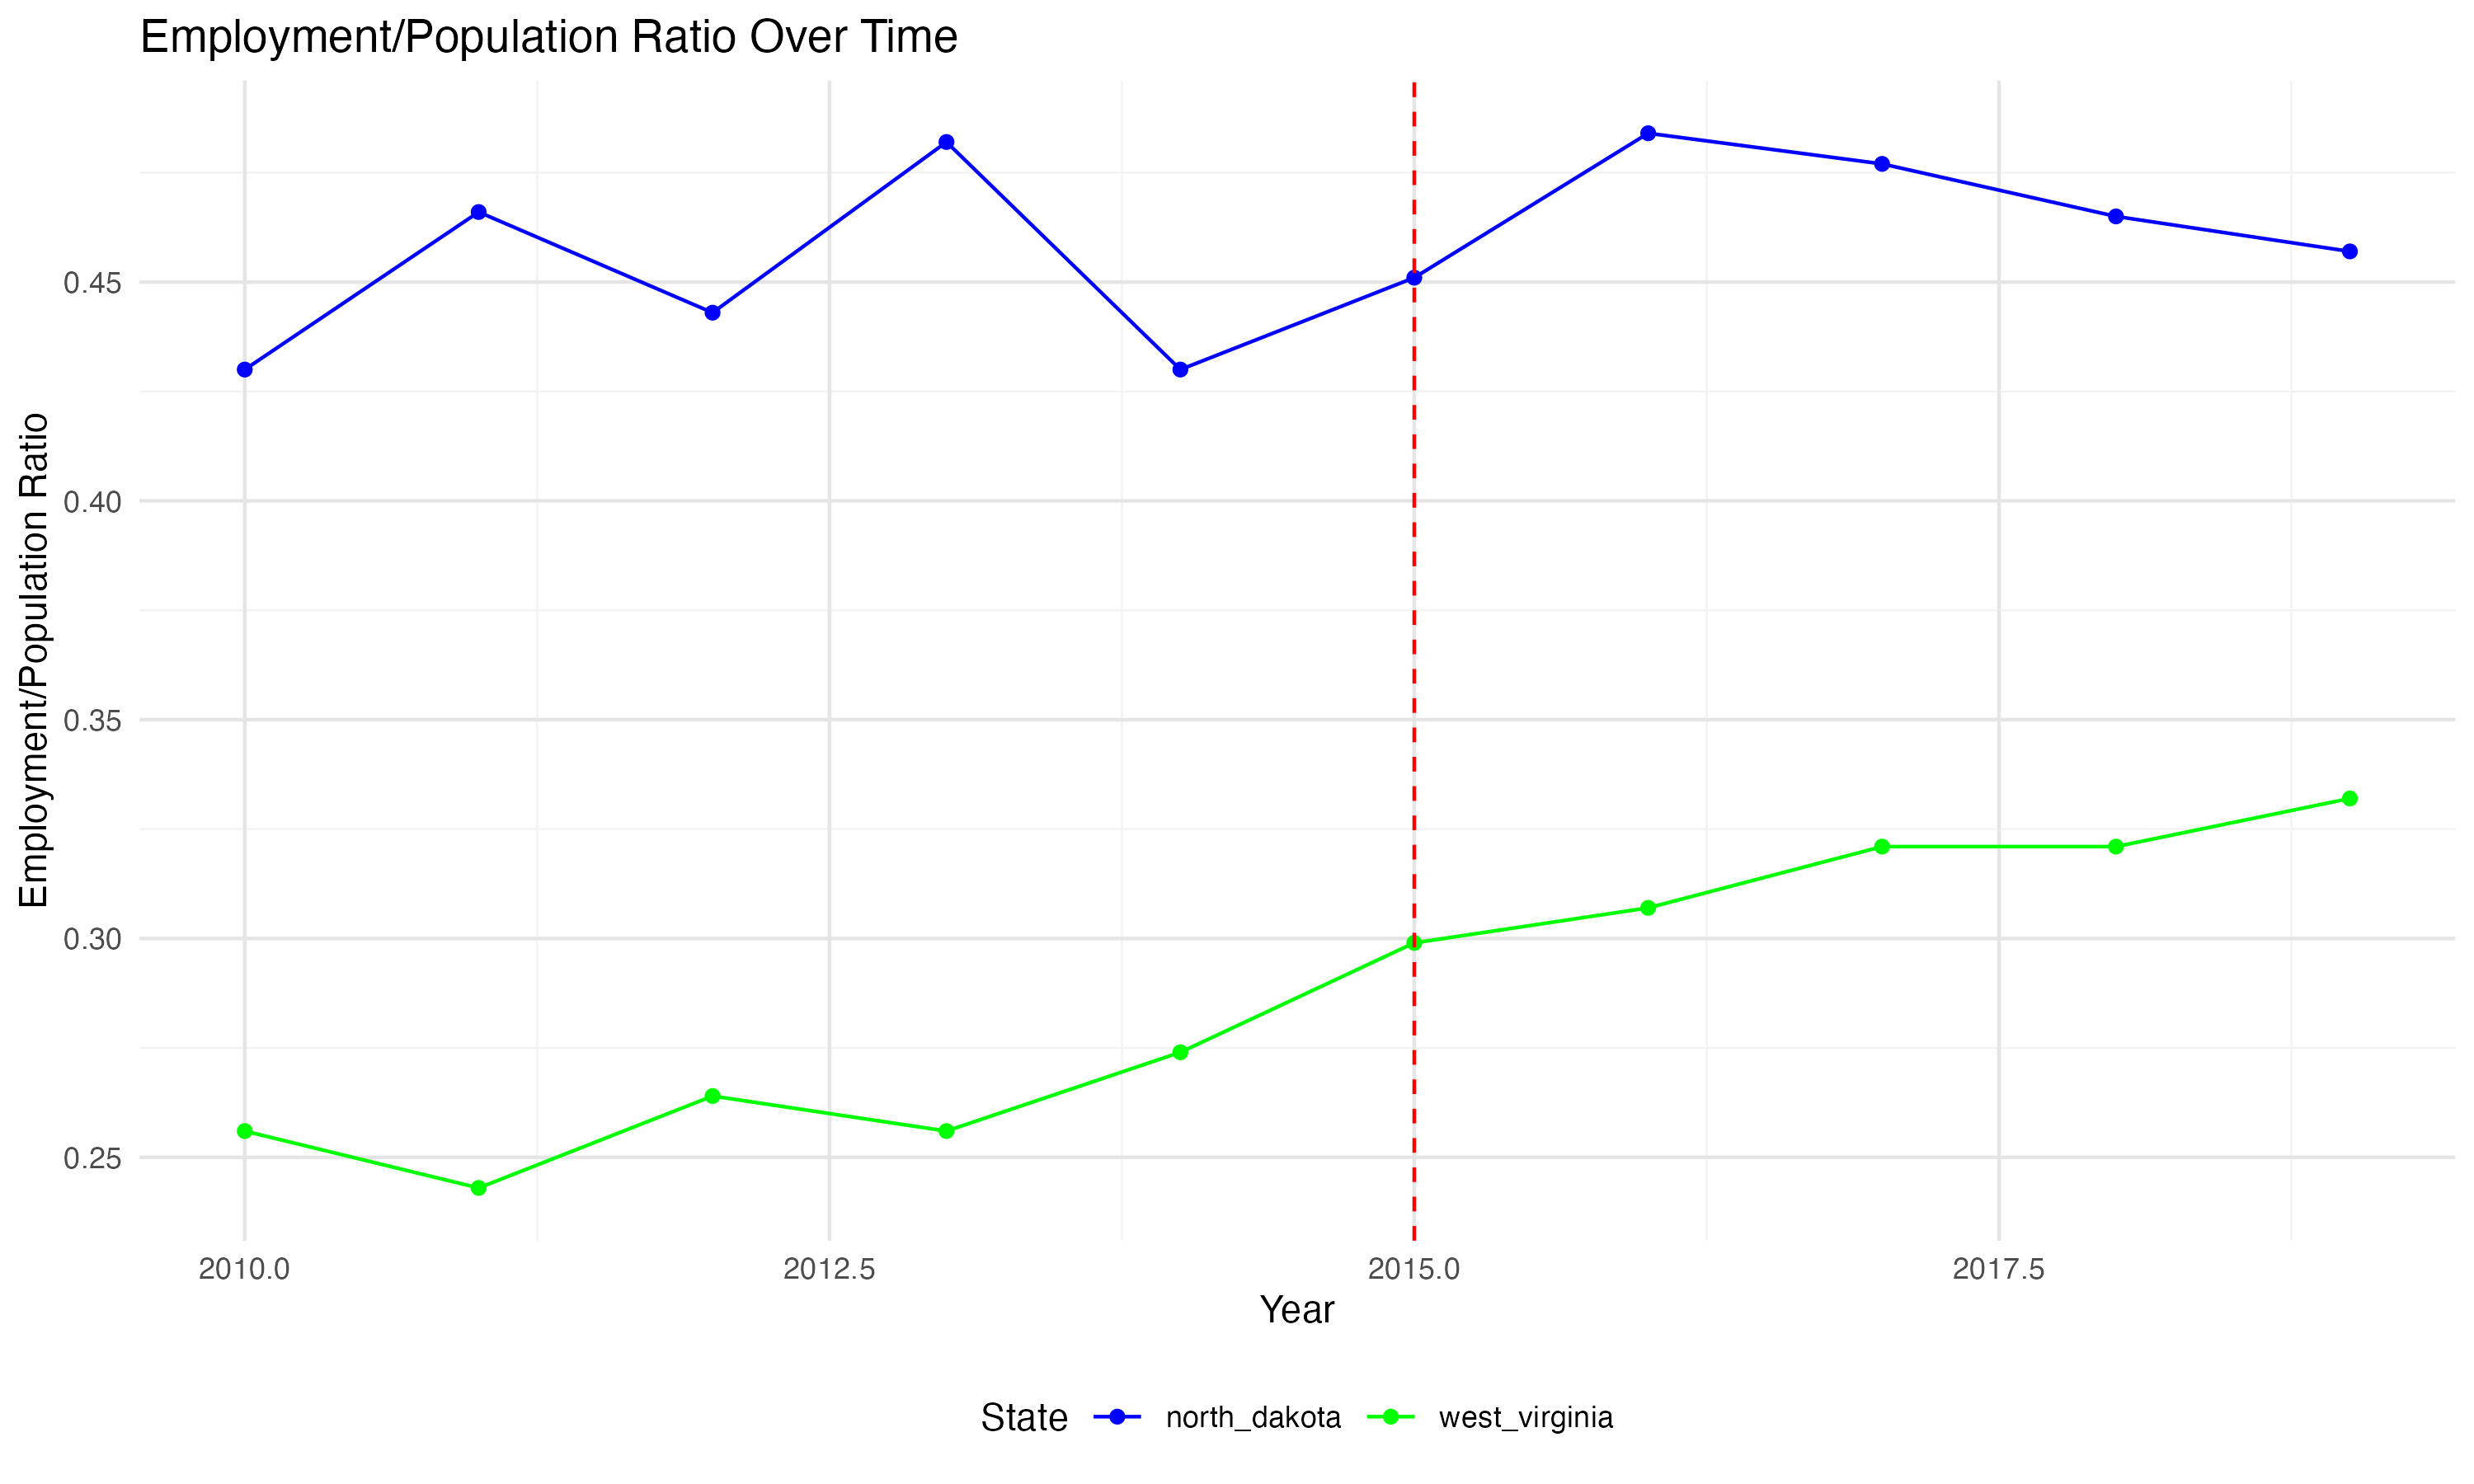 Employment/Population Ratio Over Time
Employment/Population Ratio
0.45
0.40
0.35
0.30
0.25
2010.0 2012.5 2015.0 2017.5
Year
State north_dakota west_virginia